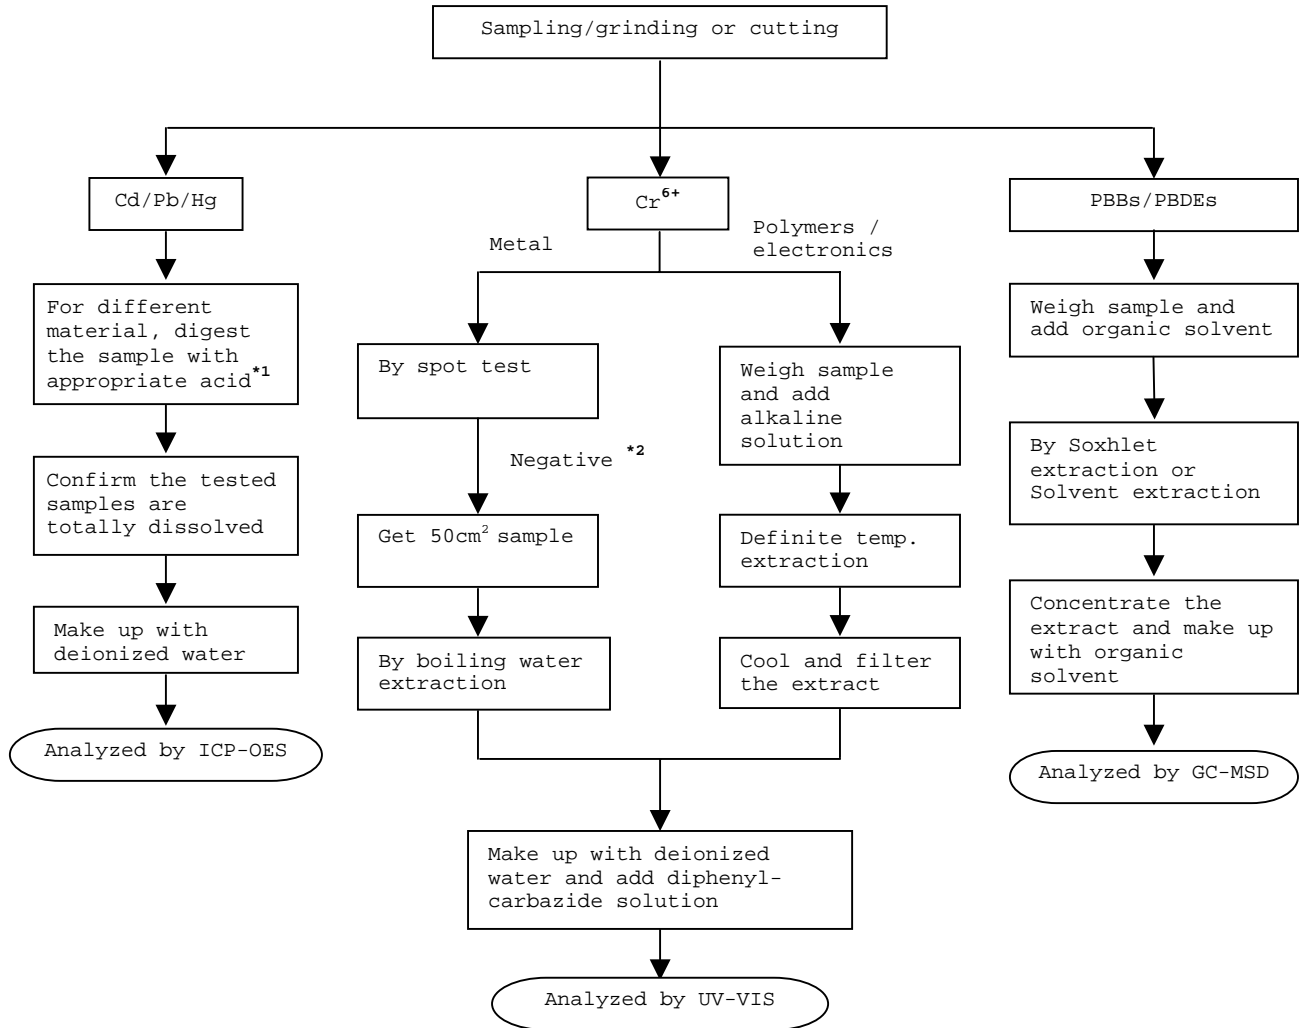 Sampling/grinding or cutting
Cd/Pb/Hg
For different
material, digest
the sample with
appropriate acid*1
Confirm the tested
samples are
totally dissolved
Make up with
deionized water
Analyzed by ICP-OES
Cr6+
Metal
By spot test
Negative *2
Get 50cm2 sample
By boiling water
extraction
Polymers /
electronics
Weigh sample
and add
alkaline
solution
Definite temp.
extraction
Cool and filter
the extract
Make up with deionized
water and add diphenyl-
carbazide solution
Analyzed by UV-VIS
PBBs/PBDEs
Weigh sample and
add organic solvent
By Soxhlet
extraction or
Solvent extraction
Concentrate the
extract and make up
with organic
solvent
Analyzed by GC-MSD